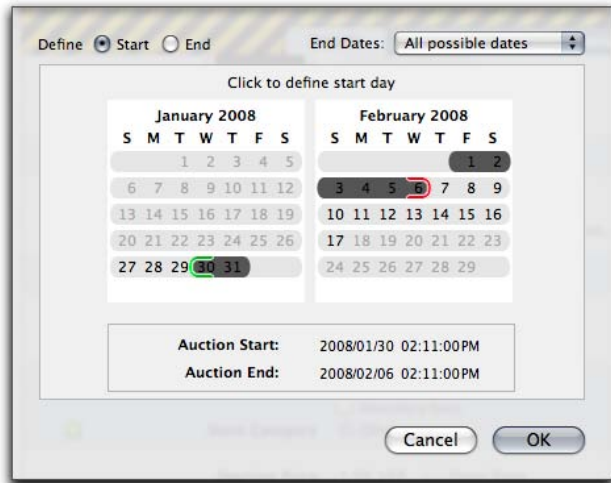 Define Start End End Dates: All possible dates
Click to define start day
January 2008
S M T W T F S
1 2 3 4 5
6 7 8 9 10 11 12
13 14 15 16 17 18 19
20 21 22 23 24 25 26
27 28 29 30 31
February 2008
S M T W T F S
1 2
3 4 5 6 7 8 9
10 11 12 13 14 15 16
17 18 19 20 21 22 23
24 25 26 27 28 29
Auction Start: 2008/01/30 02:11:00PM
Auction End: 2008/02/06 02:11:00PM
Cancel OK